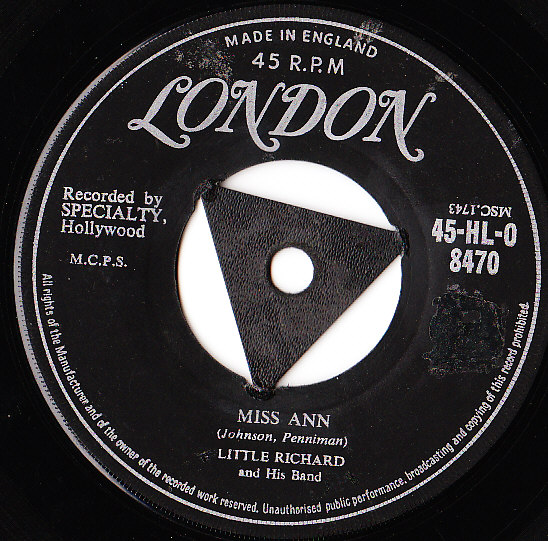 MADE IN ENGLAND
45 R.P.M
LONDON
Recorded by
SPECIALTY,
Hollywood
M.C.P.S.
MSC.1743
45-HL-O
8470
MISS ANN
(Johnson, Penniman)
LITTLE RICHARD
and His Band
All rights of the Manufacturer and of the owner of the recorded work reserved. Unauthorised public performance, broadcasting and copying of this record prohibited.